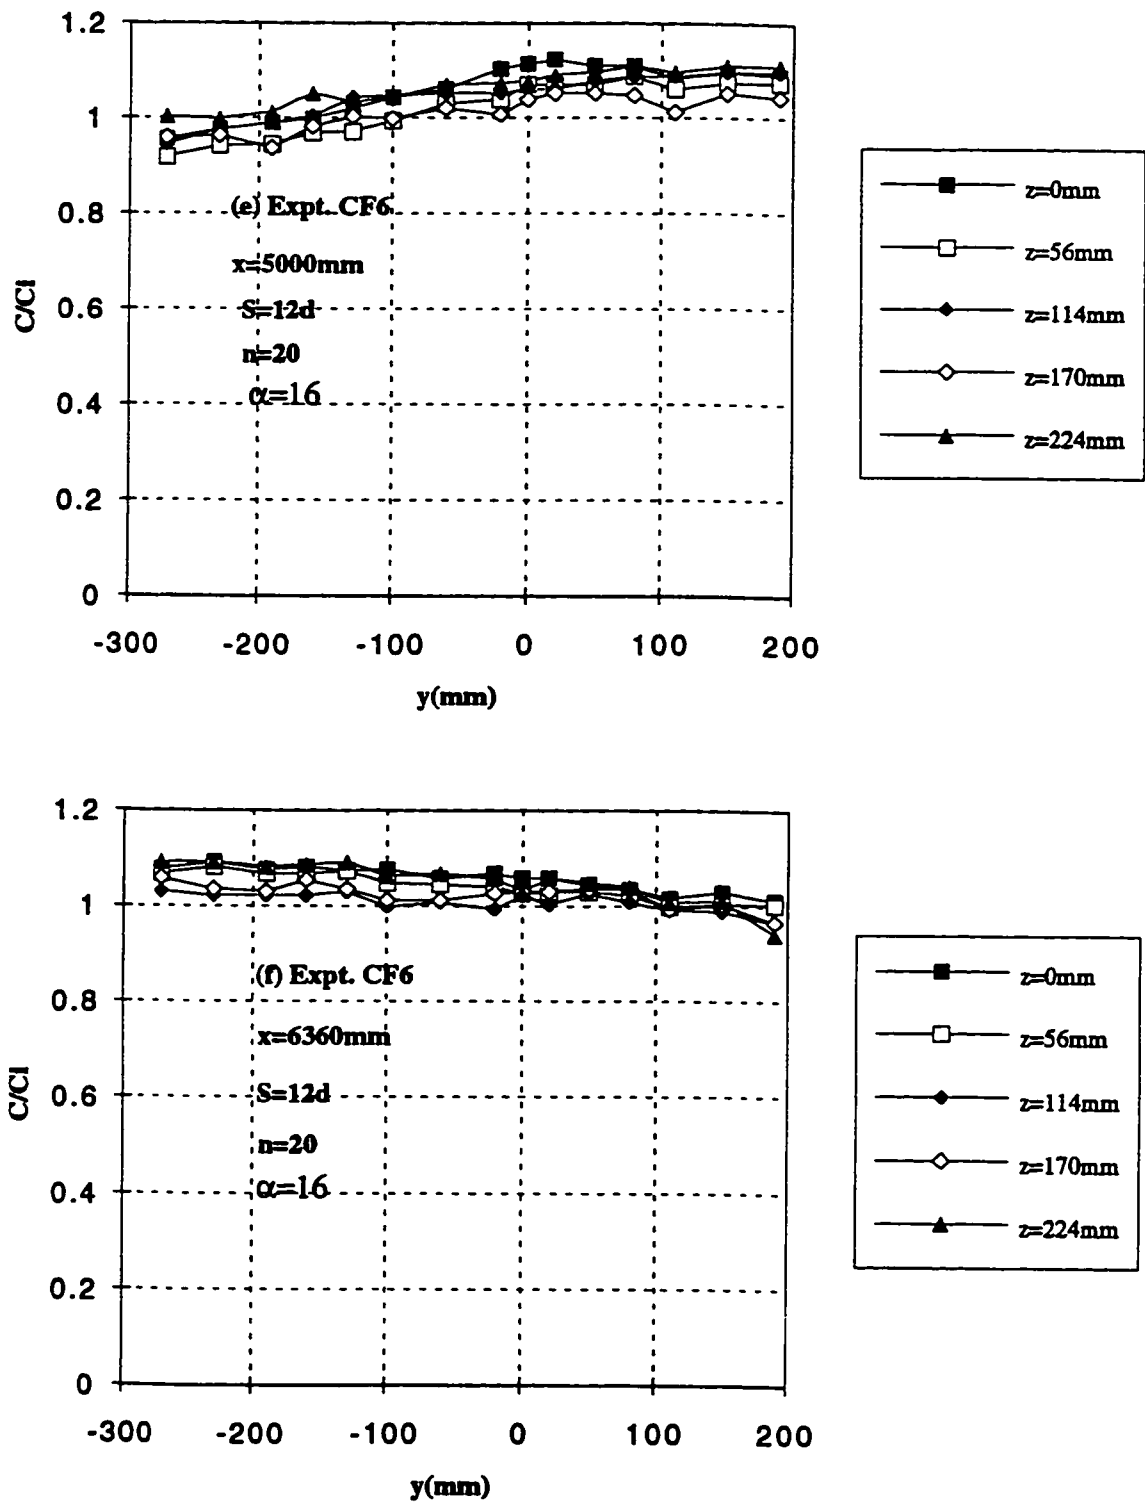 1.2
1
0.8
0.6
0.4
0.2
0
C/Cl
(e) Expt. CF6
x=5000mm
S=12d
n=20
α=16
-300 -200 -100 0 100 200
y(mm)
z=0mm
z=56mm
z=114mm
z=170mm
z=224mm
1.2
1
0.8
0.6
0.4
0.2
0
C/Cl
(f) Expt. CF6
x=6360mm
S=12d
n=20
α=16
-300 -200 -100 0 100 200
y(mm)
z=0mm
z=56mm
z=114mm
z=170mm
z=224mm